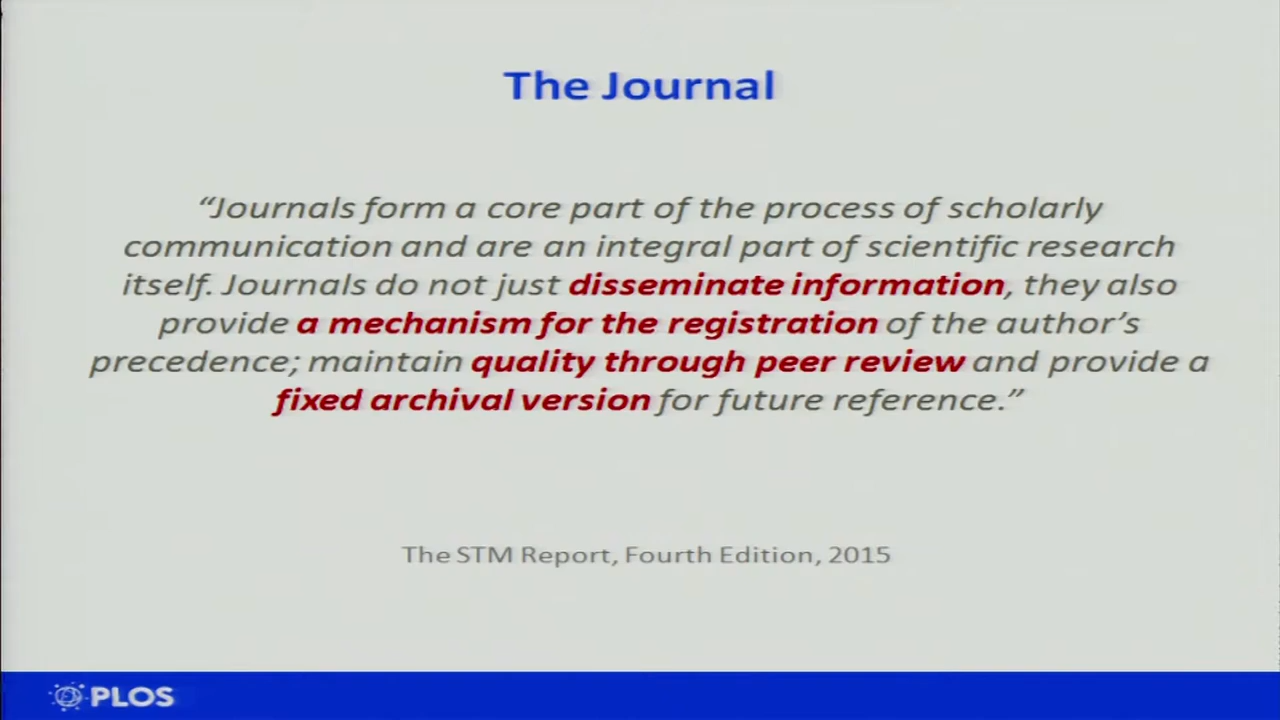 The Journal
“Journals form a core part of the process of scholarly
communication and are an integral part of scientific research
itself. Journals do not just disseminate information, they also
provide a mechanism for the registration of the author’s
precedence; maintain quality through peer review and provide a
fixed archival version for future reference.”
The STM Report, Fourth Edition, 2015
PLOS